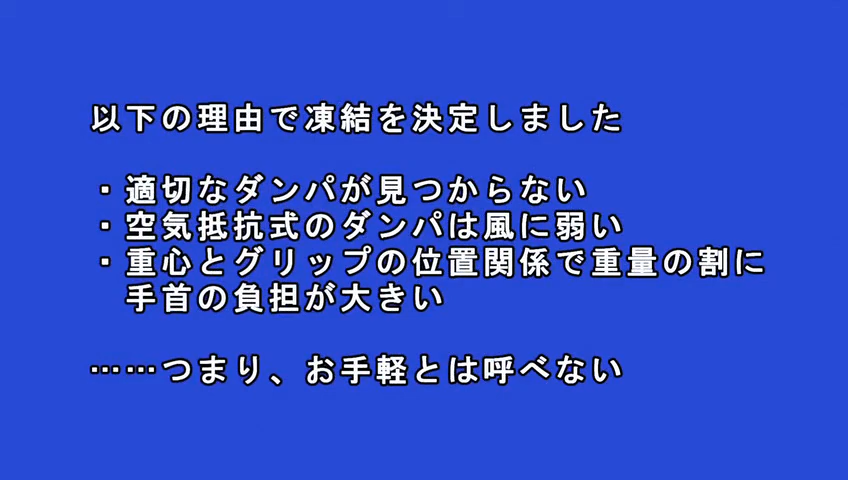 以下の理由で凍結を決定しました
・適切なダンパが見つからない
・空気抵抗式のダンパは風に弱い
・重心とグリップの位置関係で重量の割に
手首の負担が大きい
……つまり、お手軽とは呼べない